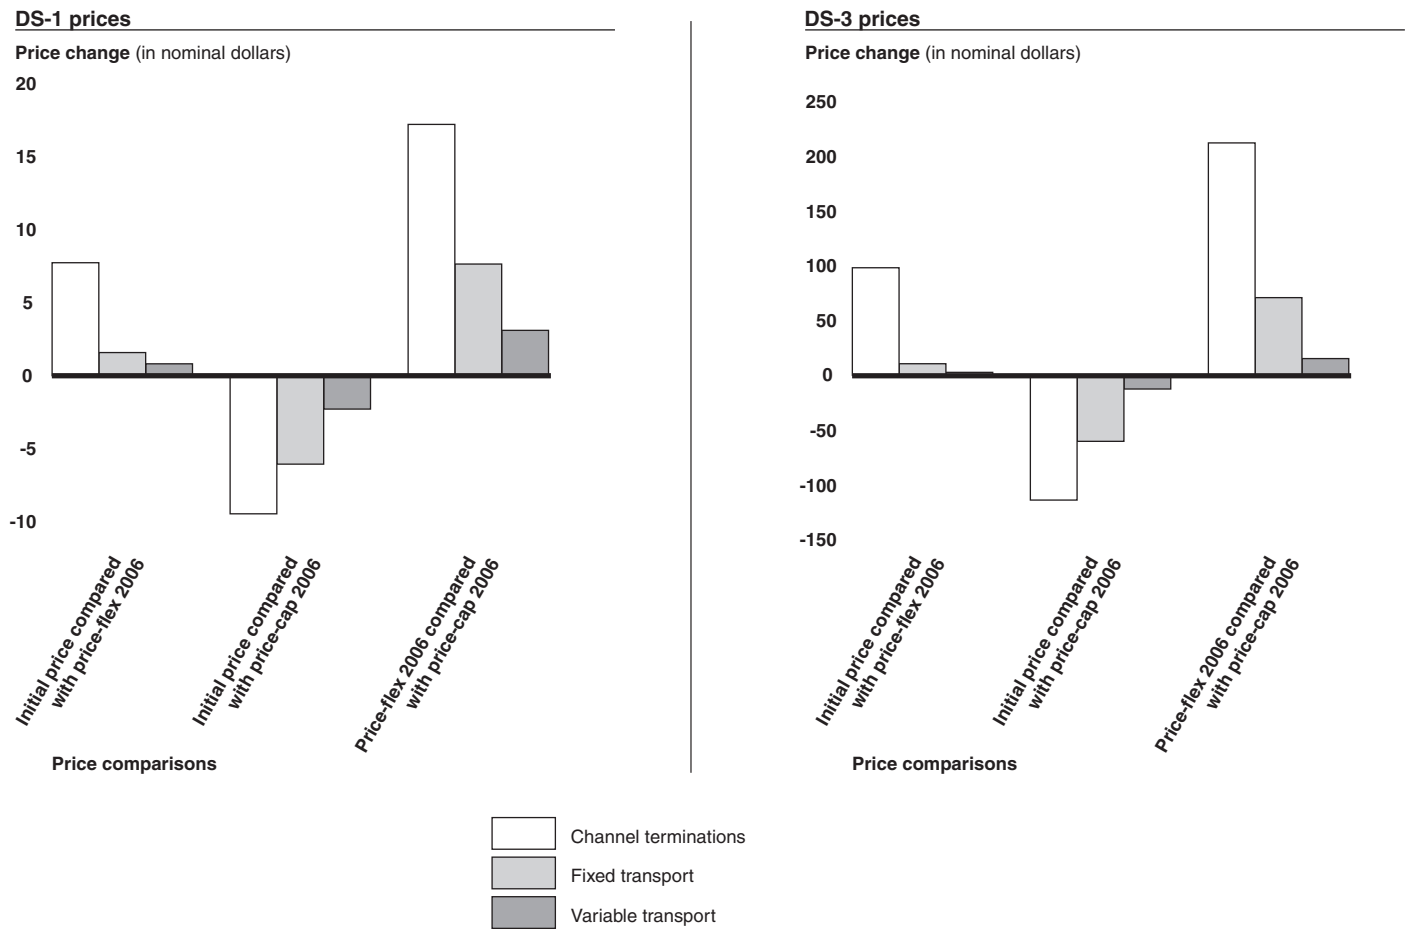 DS-1 prices
Price change (in nominal dollars)
20
15
10
5
0
-5
-10
Initial price compared
with price-flex 2006
Initial price compared
with price-cap 2006
Price-flex 2006 compared
with price-cap 2006
Price comparisons
DS-3 prices
Price change (in nominal dollars)
250
200
150
100
50
0
-50
-100
-150
Initial price compared
with price-flex 2006
Initial price compared
with price-cap 2006
Price-flex 2006 compared
with price-cap 2006
Price comparisons
Channel terminations
Fixed transport
Variable transport